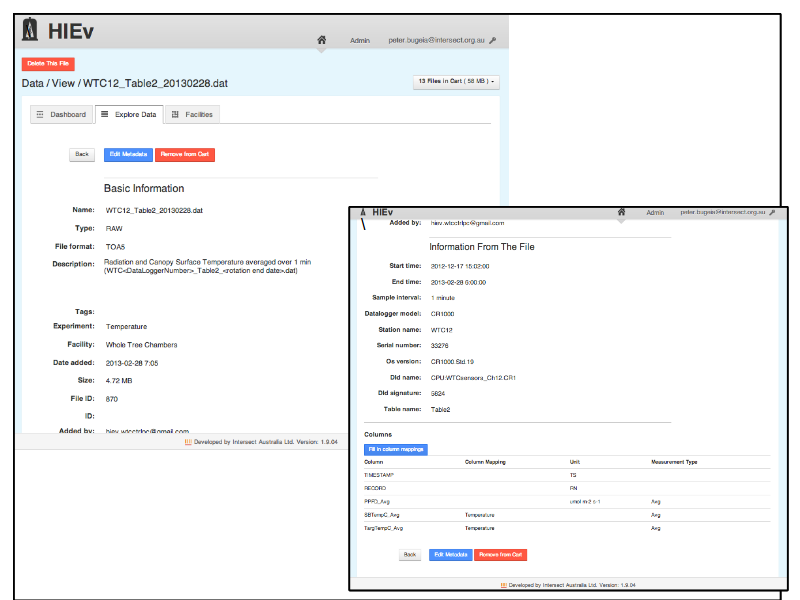 HIEv
Admin peter.bugeia@intersect.org.au
Delete This File
Data / View / WTC12_Table2_20130228.dat
13 Files in Cart ( 58 MB )
Dashboard Explore Data Facilities
Back Edit Metadata Remove from Cart
Basic Information
Name: WTC12_Table2_20130228.dat
Type: RAW
File format: TOA5
Description: Radiation and Canopy Surface Temperature averaged over 1 min
(WTC<DataLoggerNumber>_Table2_<rotation end date>.dat)
Tags:
Experiment: Temperature
Facility: Whole Tree Chambers
Date added: 2013-02-28 7:05
Size: 4.72 MB
File ID: 870
ID:
Added by: hiev.wtcctrlpc@gmail.com
Developed by Intersect Australia Ltd. Version: 1.9.04
HIEv
Admin peter.bugeia@intersect.org.au
Added by: hiev.wtcctrlpc@gmail.com
Information From The File
Start time: 2012-12-17 15:02:00
End time: 2013-02-28 6:00:00
Sample interval: 1 minute
Datalogger model: CR1000
Station name: WTC12
Serial number: 33276
Os version: CR1000.Std.19
Dld name: CPU:WTCsensors_Ch12.CR1
Dld signature: 5824
Table name: Table2
Columns
Fill in column mappings
Column Column Mapping Unit Measurement Type
TIMESTAMP TS
RECORD RN
PPFD_Avg umol m-2 s-1 Avg
SBTempC_Avg Temperature Avg
TargTempC_Avg Temperature Avg
Back Edit Metadata Remove from Cart
Developed by Intersect Australia Ltd. Version: 1.9.04